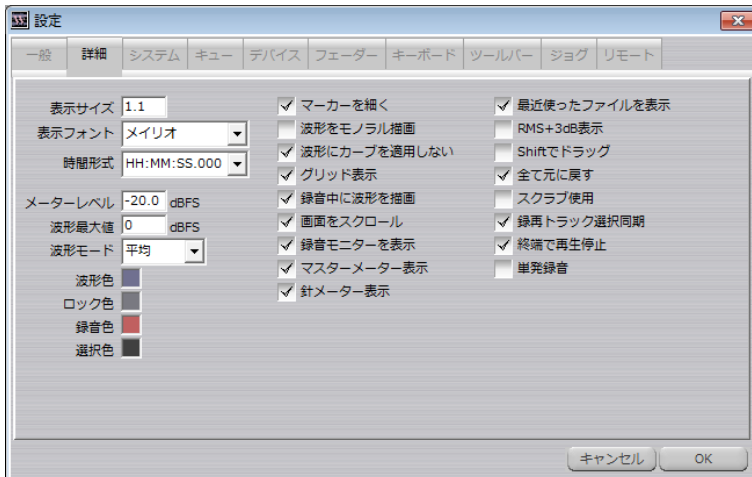 設定
一般 詳細 システム キュー デバイス フェーダー キーボード ツールバー ジョグ リモート
表示サイズ 1.1
表示フォント メイリオ
時間形式 HH:MM:SS.000
メーターレベル -20.0 dBFS
波形最大値 0 dBFS
波形モード 平均
波形色
ロック色
録音色
選択色
マーカーを細く
波形をモノラル描画
波形にカーブを適用しない
グリッド表示
録音中に波形を描画
画面をスクロール
録音モニターを表示
マスターメーター表示
針メーター表示
最近使ったファイルを表示
RMS+3dB表示
Shiftでドラッグ
全て元に戻す
スクラブ使用
録再トラック選択同期
終端で再生停止
単発録音
キャンセル OK